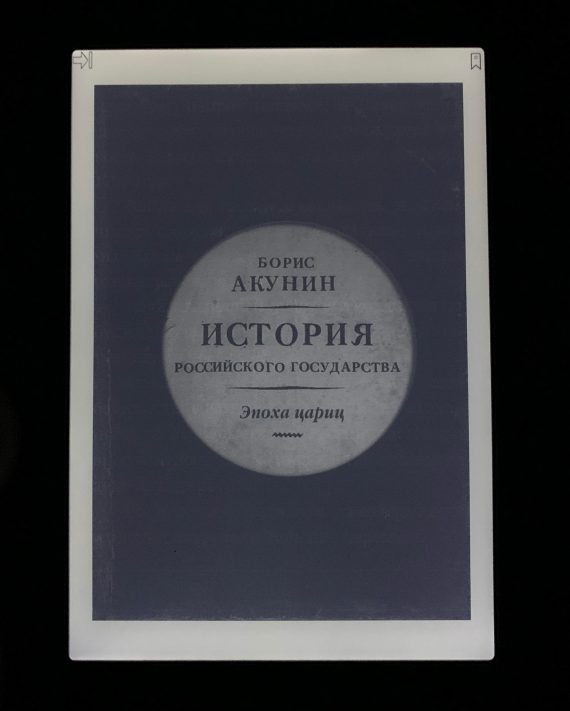 БОРИС
АКУНИН
ИСТОРИЯ
РОССИЙСКОГО ГОСУДАРСТВА
Эпоха цариц